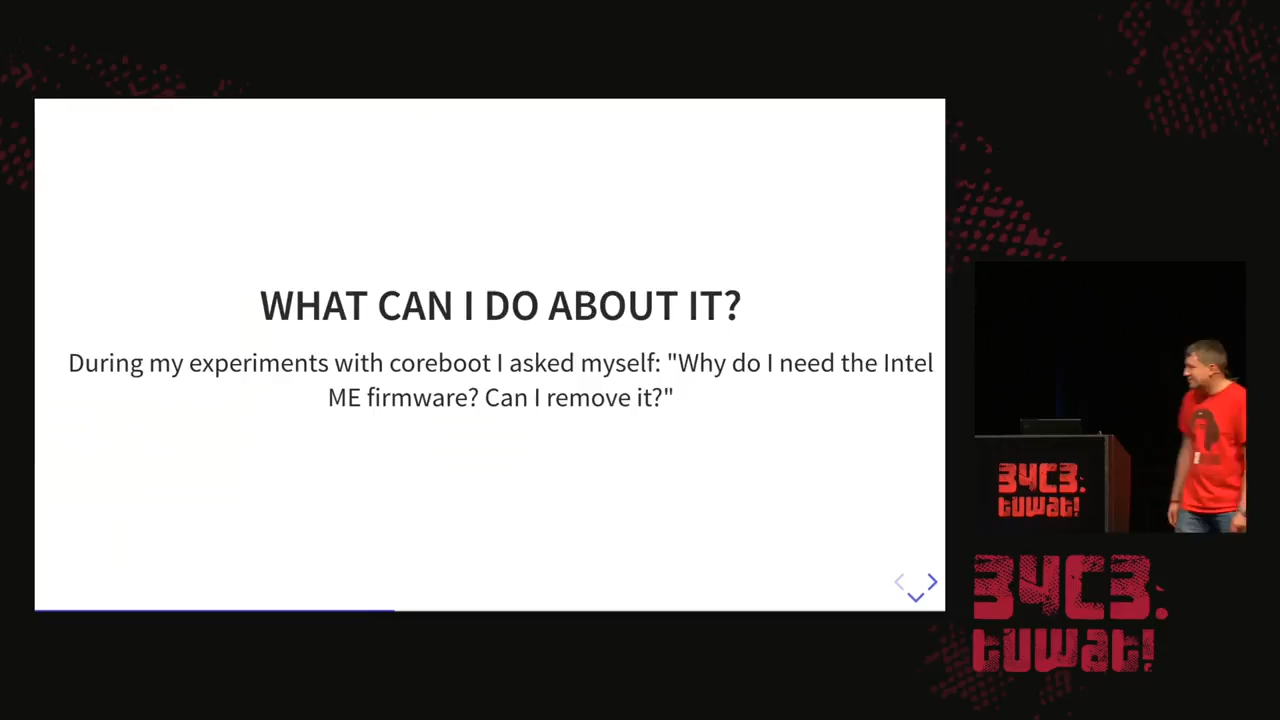 WHAT CAN I DO ABOUT IT?
During my experiments with coreboot I asked myself: "Why do I need the Intel
ME firmware? Can I remove it?"
34C3.
tuwat!
34C3.
tuwat!